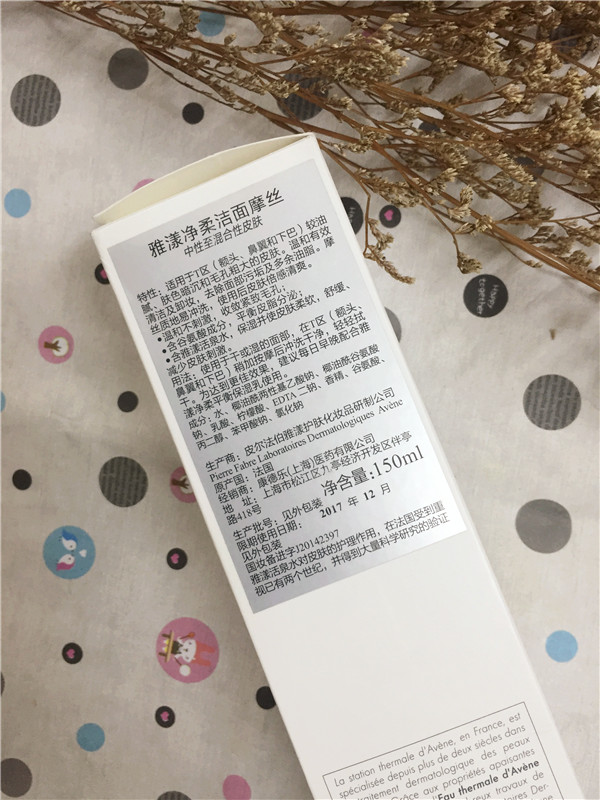 雅漾净柔洁面摩丝
中性至混合性皮肤
特性：适用于T区（额头、鼻翼和下巴）较油
腻、肤色暗沉和毛孔粗大的皮肤。温和有效
清洁及卸妆，去除面部污垢及多余油脂。摩
丝质地易冲洗，使用后皮肤倍感清爽。
•温和不刺激，收敛紧致毛孔；
•含谷氨酸成分，平衡皮脂分泌；
•含雅漾活泉水，保湿并使皮肤柔软，舒缓、
减少皮肤刺激。
用法：使用于干或湿的面部，在T区（额头、
鼻翼和下巴）稍加按摩后冲洗干净，轻轻拭
干。为达到更佳效果，建议每日早晚配合雅
漾净柔平衡保湿乳使用。
成分：水、椰油酰两性基乙酸钠、椰油酰谷氨酸
钠、乳酸、柠檬酸、EDTA 二钠、香精、谷氨酸、
丙二醇、苯甲酸钠、氯化钠
生产商：皮尔法伯雅漾护肤化妆品研制公司
Pierre Fabre Laboratoires Dermatologiques Avène
原产国：法国
经销商：康德乐(上海)医药有限公司
地 址：上海市松江区九亭经济开发区伴亭
路418号
净含量:150ml
生产批号：见外包装
限期使用日期：
2017 年 12 月
见外包装
国妆备进字J20142397
雅漾活泉水对皮肤的护理作用，在法国受到重
视已有两个世纪，并得到大量科学研究的验证
La station thermale d'Avène, en France, est
spécialisée depuis plus de deux siècles dans
traitement dermatologique des peaux
Grâce aux propriétés apaisantes
l'Eau thermale d'Avène
travaux de
Der-
Happy
together